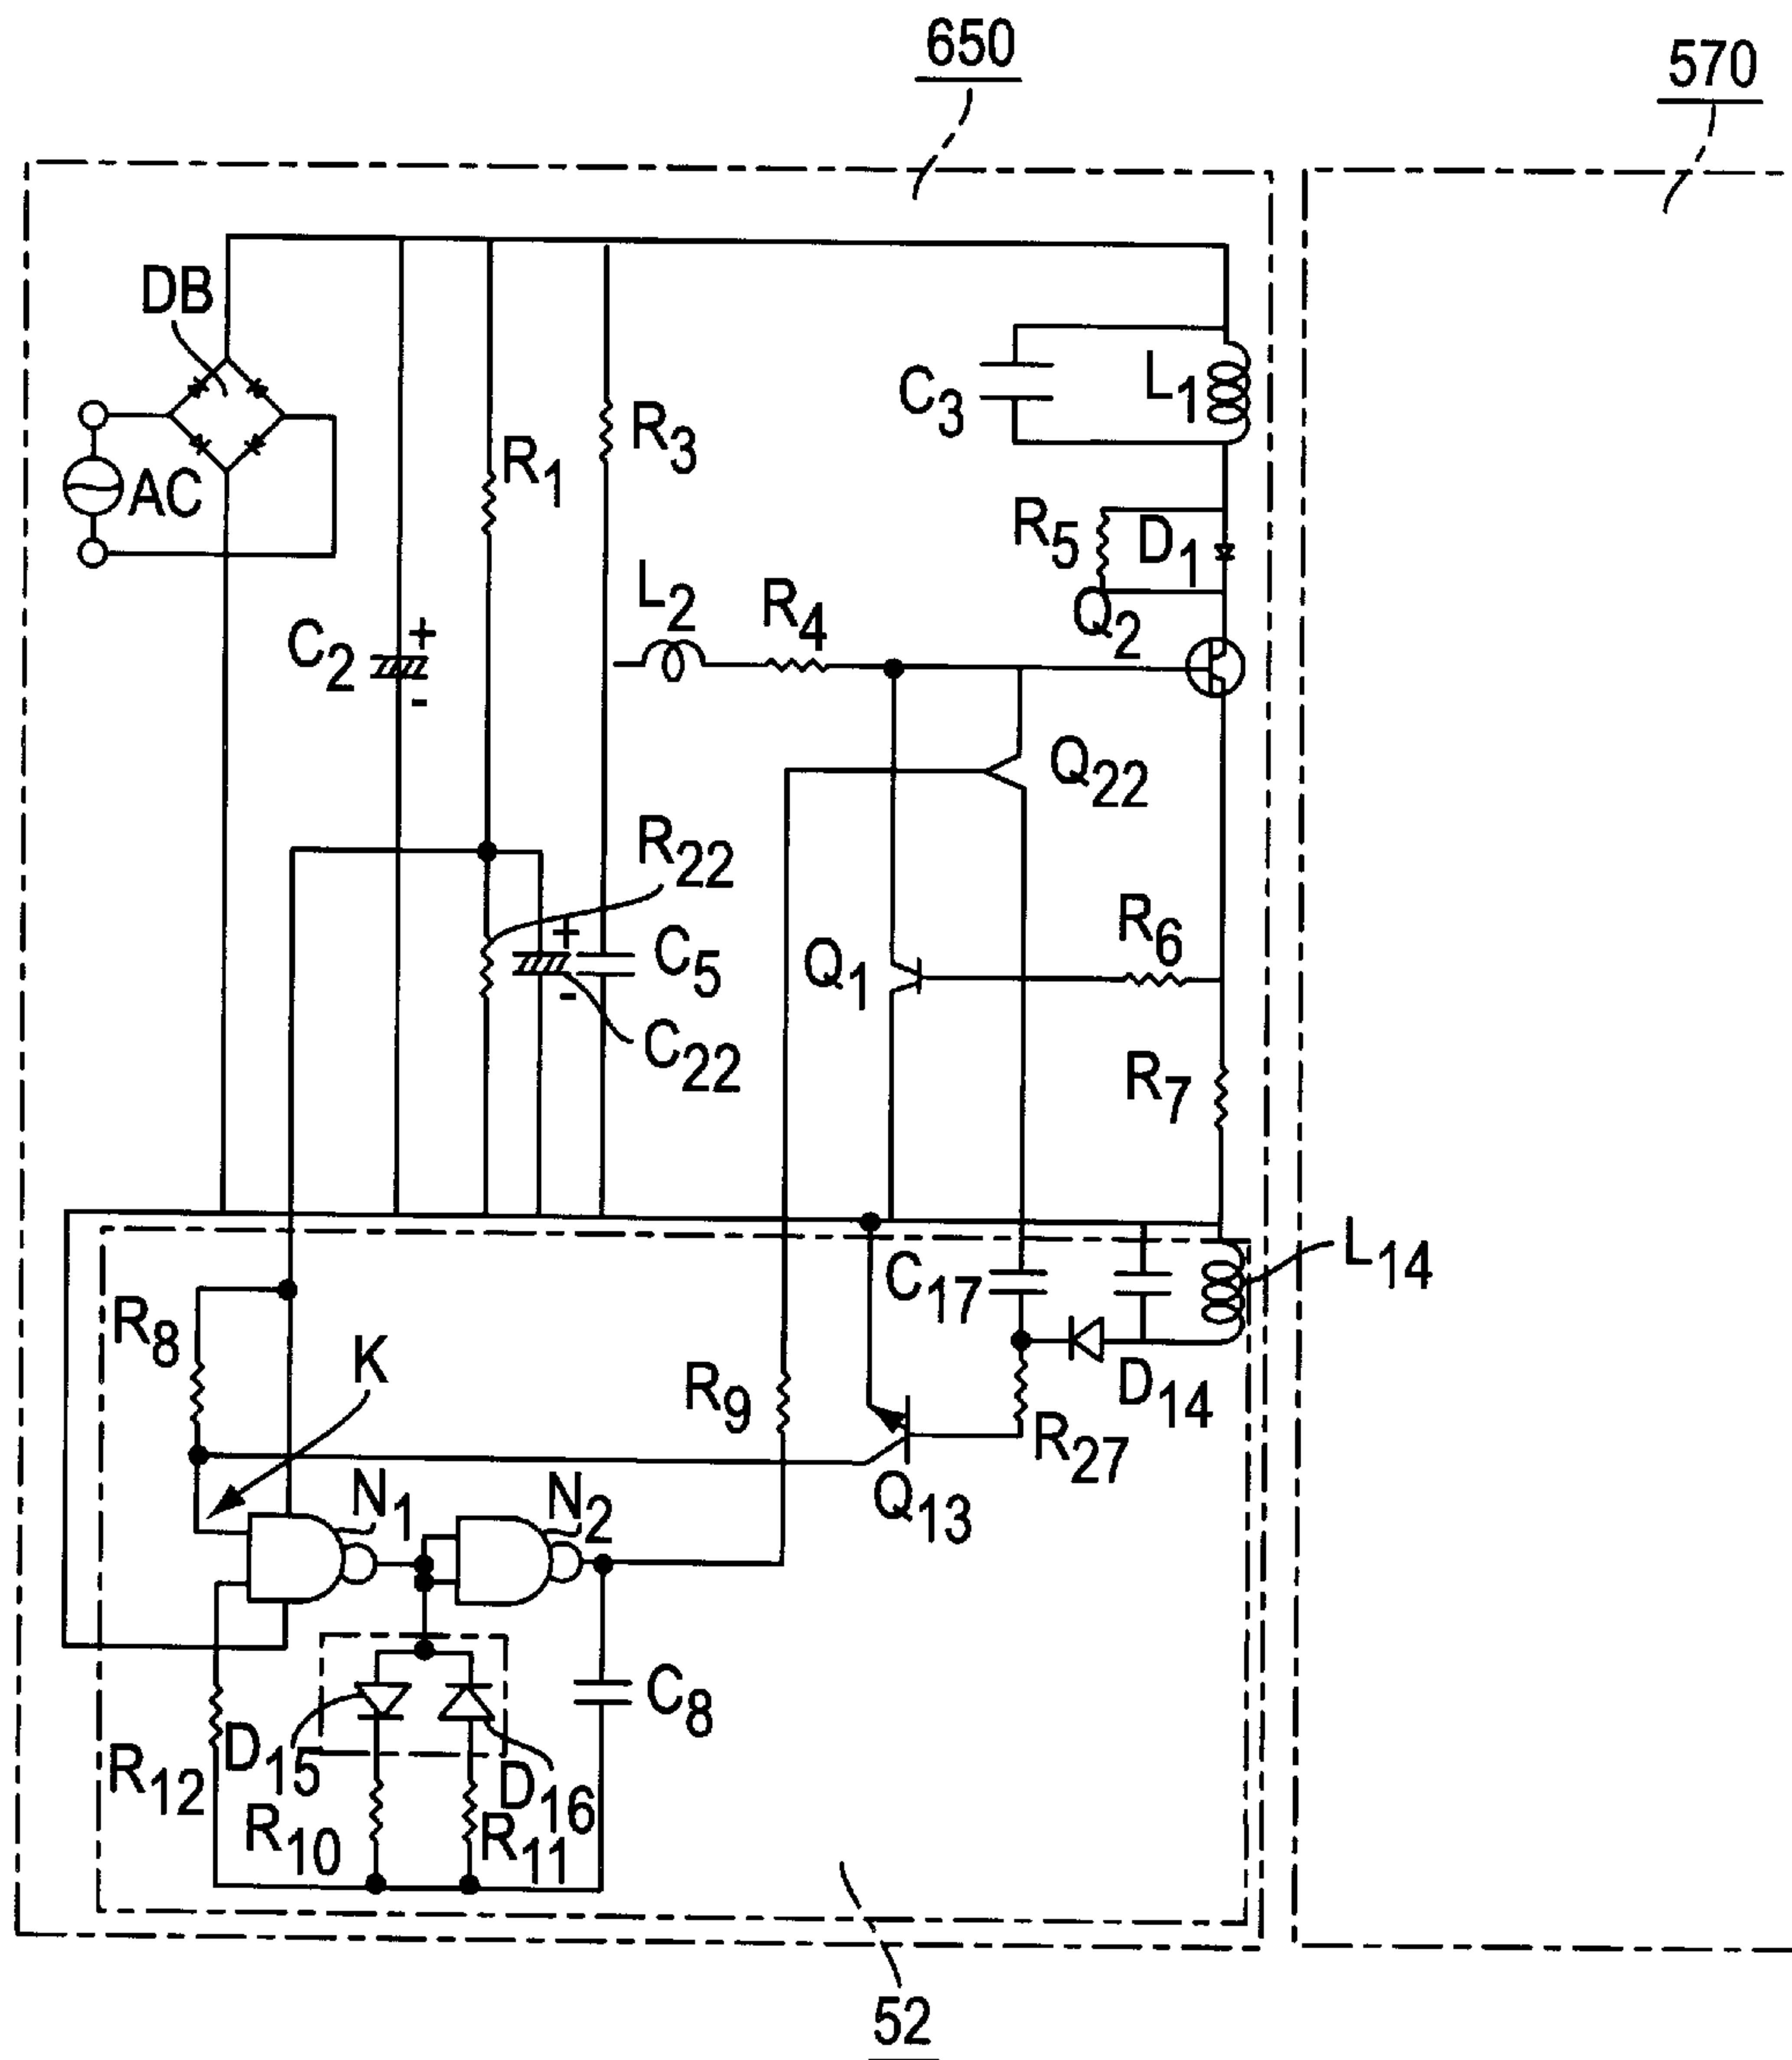 650
570
DB
AC
C3
L1
R3
R1
R5
D1
L2
R4
Q2
C2
+
-
Q22
R22
R6
+
C5
Q1
-
C22
R7
L14
C17
R8
K
R9
D14
R27
N1
N2
Q13
C8
D15
R12
D16
R10
R11
52